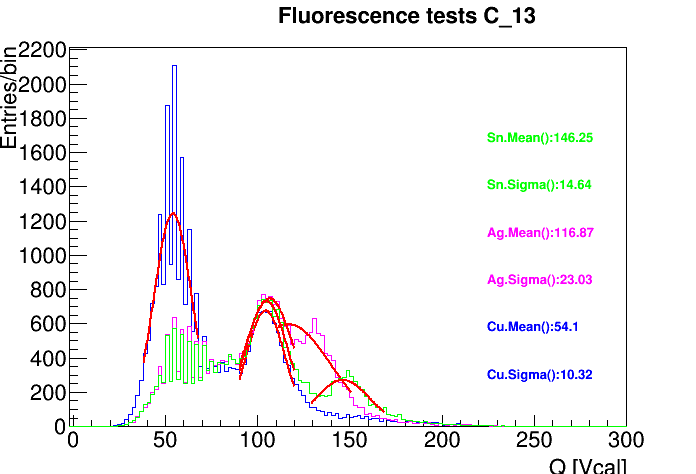 Fluorescence tests C_13
Entries/bin
2200
2000
1800
1600
1400
1200
1000
800
600
400
200
0
Sn.Mean():146.25
Sn.Sigma():14.64
Ag.Mean():116.87
Ag.Sigma():23.03
Cu.Mean():54.1
Cu.Sigma():10.32
0 50 100 150 200 250 300
Q [Vcal]